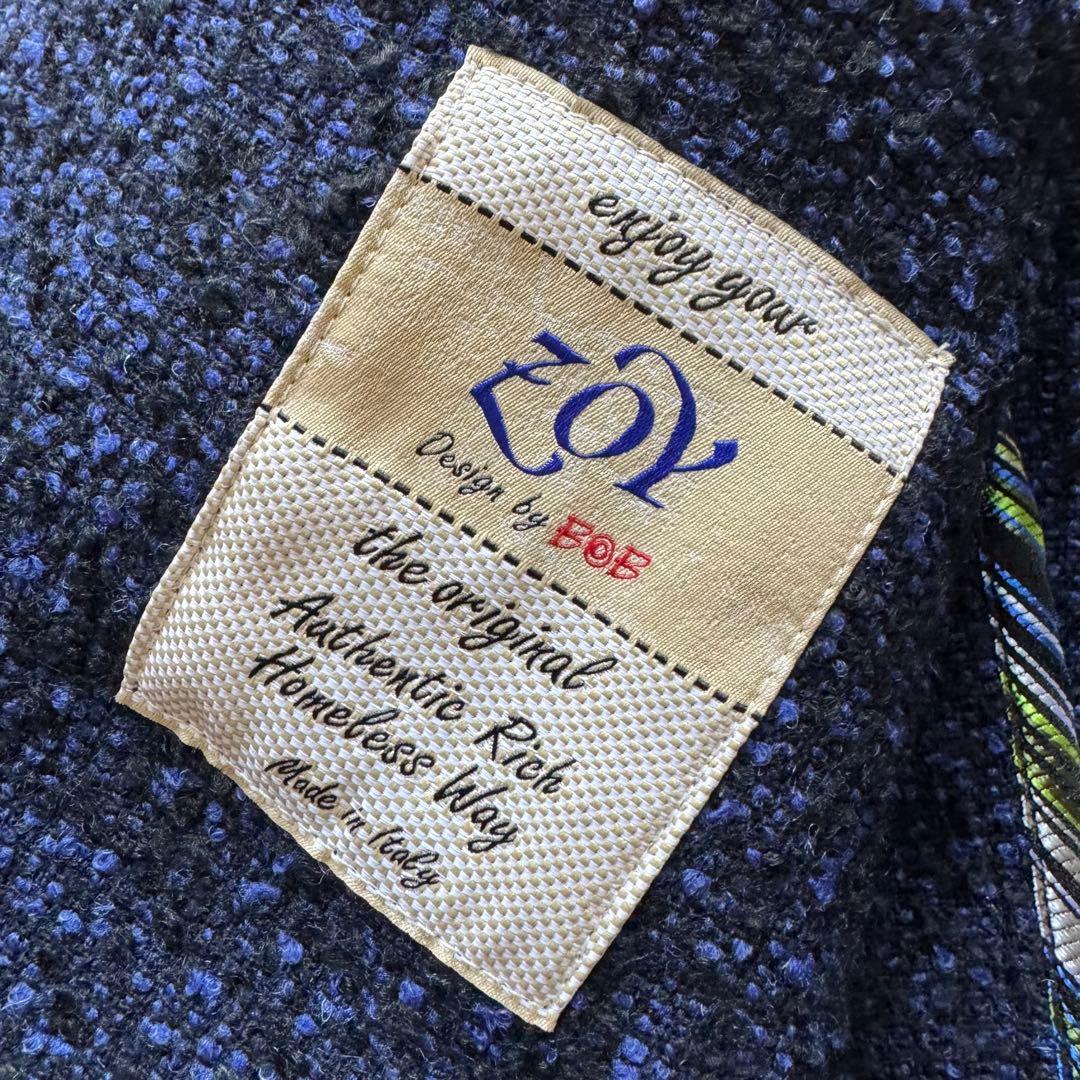 enjoy your
ZOY
Design by BOB
the original
Authentic Rich
Homeless Way
Made in Italy